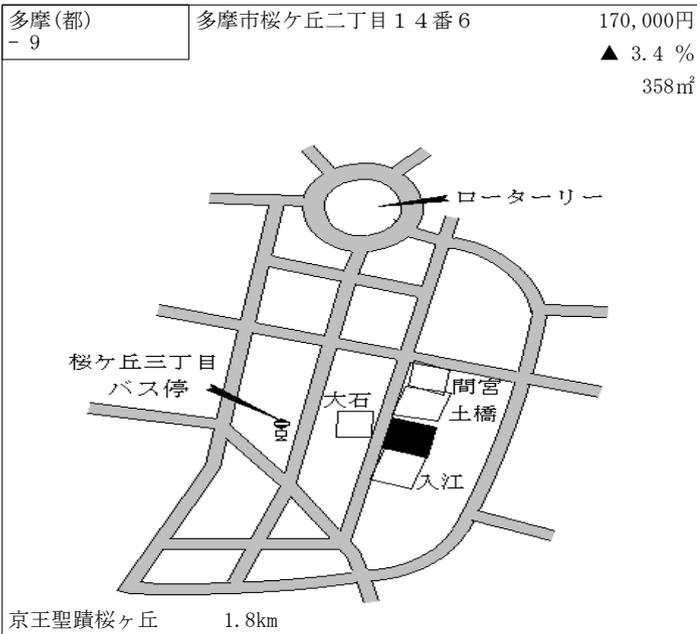 多摩(都) 多摩市桜ケ丘二丁目１４番６ 170,000円
- 9
▲ 3.4 %
358㎡
ローターリー
桜ケ丘三丁目
バス停
大石
間宮
土橋
入江
京王聖蹟桜ヶ丘 1.8km